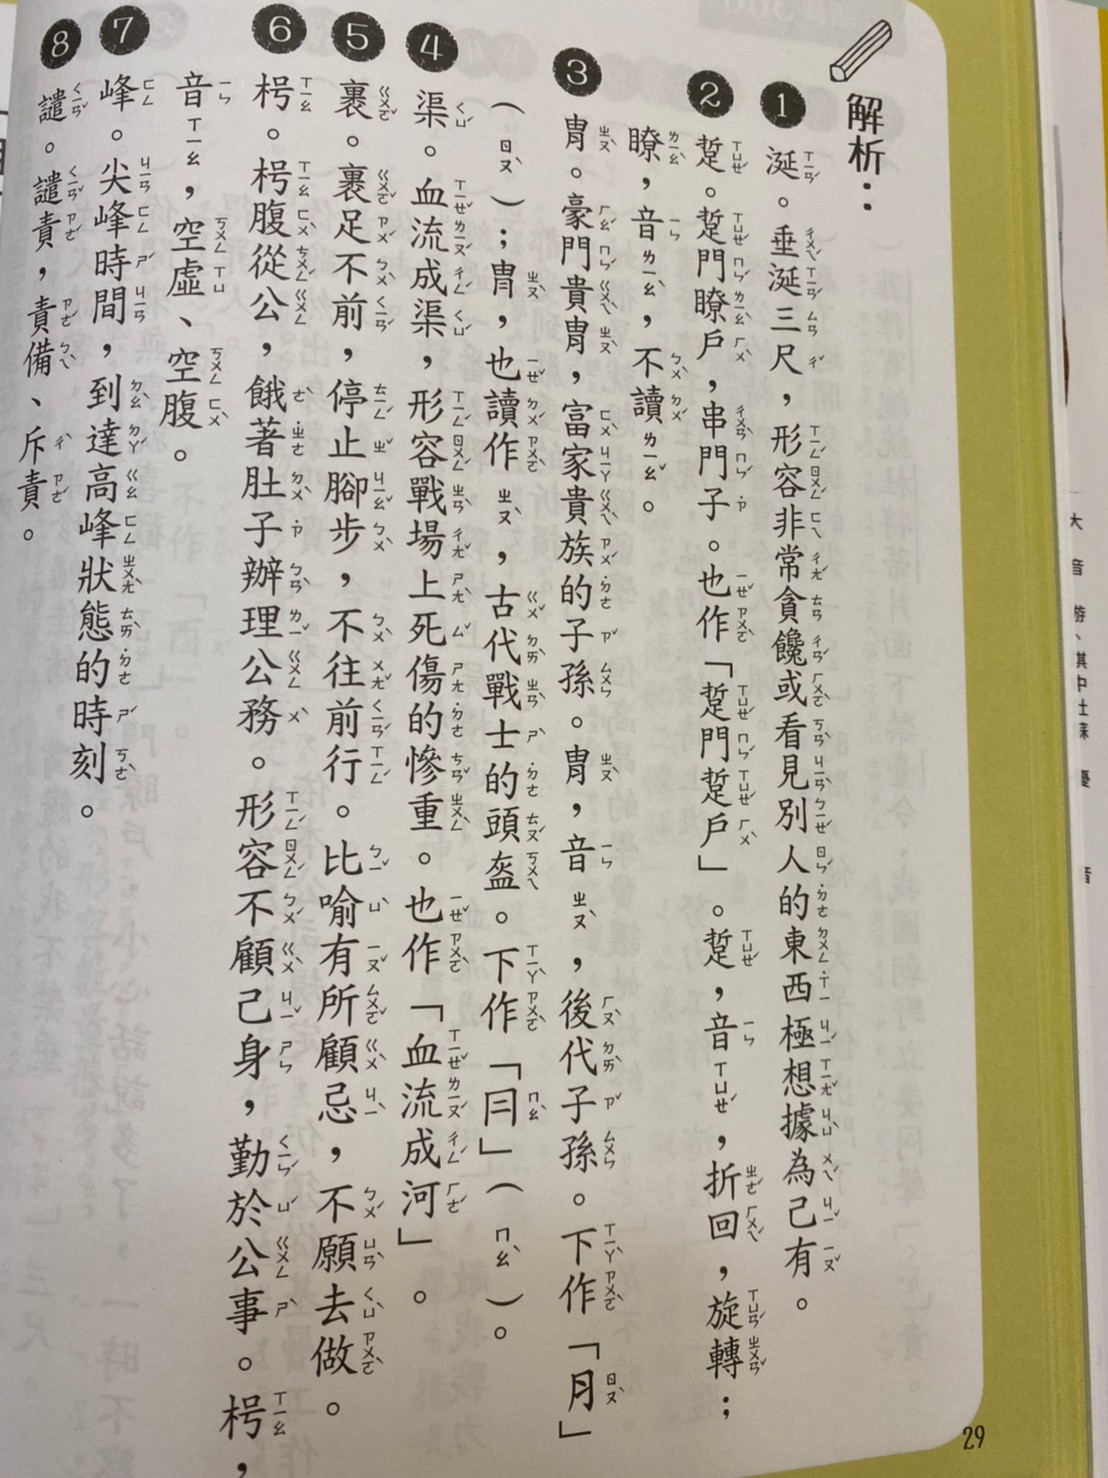 解析：
1 涎。垂涎三尺，形容非常貪饞或看見別人的東西極想據為己有。
2 踅。踅門瞭戶，串門子。也作「踅門踅戶」。踅，音ㄒㄩㄝˊ，折回，旋轉；
瞭，音ㄌㄧㄠˊ，不讀ㄌㄧㄠˇ。
3 冑。豪門貴冑，富家貴族的子孫。冑，音ㄓㄡˋ，後代子孫。下作「⺼」
（ㄖㄡˋ）；冑，也讀作ㄓㄡˋ，古代戰士的頭盔。下作「冃」（ㄇㄠˋ）。
4 渠。血流成渠，形容戰場上死傷的慘重。也作「血流成河」。
5 裹。裹足不前，停止腳步，不往前行。比喻有所顧忌，不願去做。
6 枵。枵腹從公，餓著肚子辦理公務。形容不顧己身，勤於公事。枵，
音ㄒㄧㄠ，空虛、空腹。
7 峰。尖峰時間，到達高峰狀態的時刻。
8 譴。譴責，責備、斥責。
29